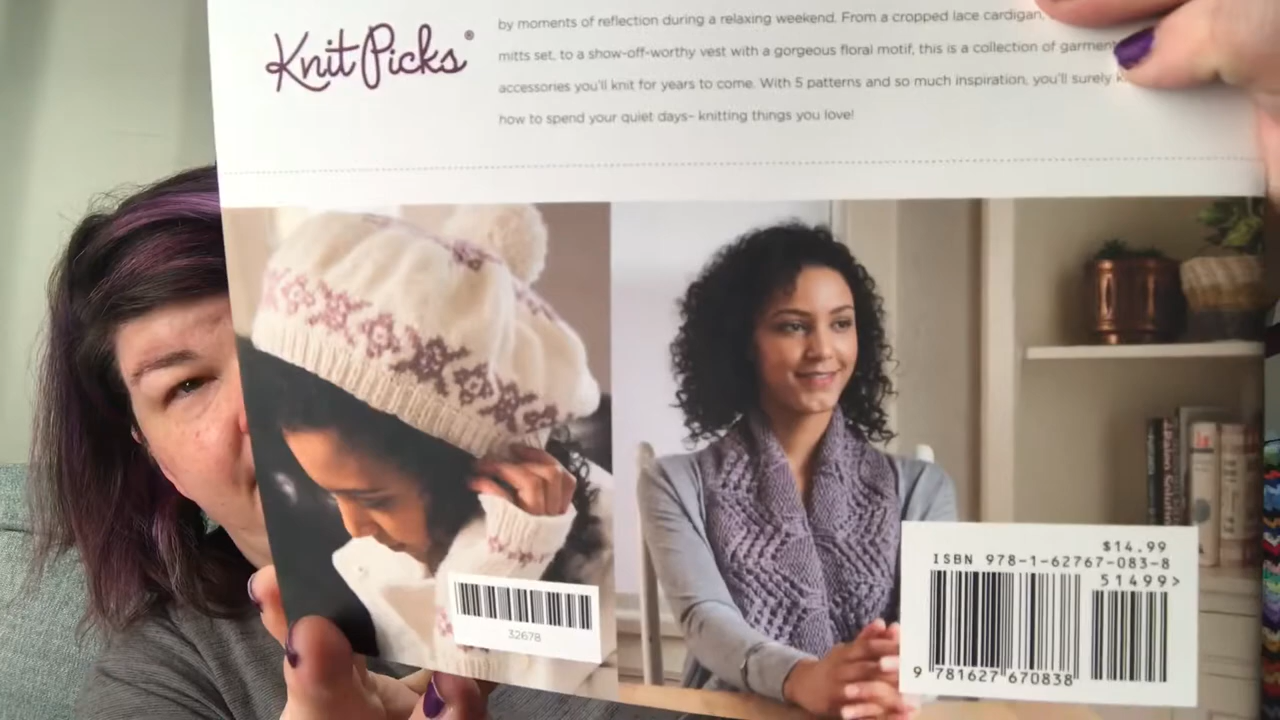 KnitPicks®
by moments of reflection during a relaxing weekend. From a cropped lace cardigan,
mitts set, to a show-off-worthy vest with a gorgeous floral motif, this is a collection of garment
accessories you'll knit for years to come. With 5 patterns and so much inspiration, you'll surely
how to spend your quiet days– knitting things you love!
32678
$14.99
ISBN 978-1-62767-083-8
51499>
9 781627 670838